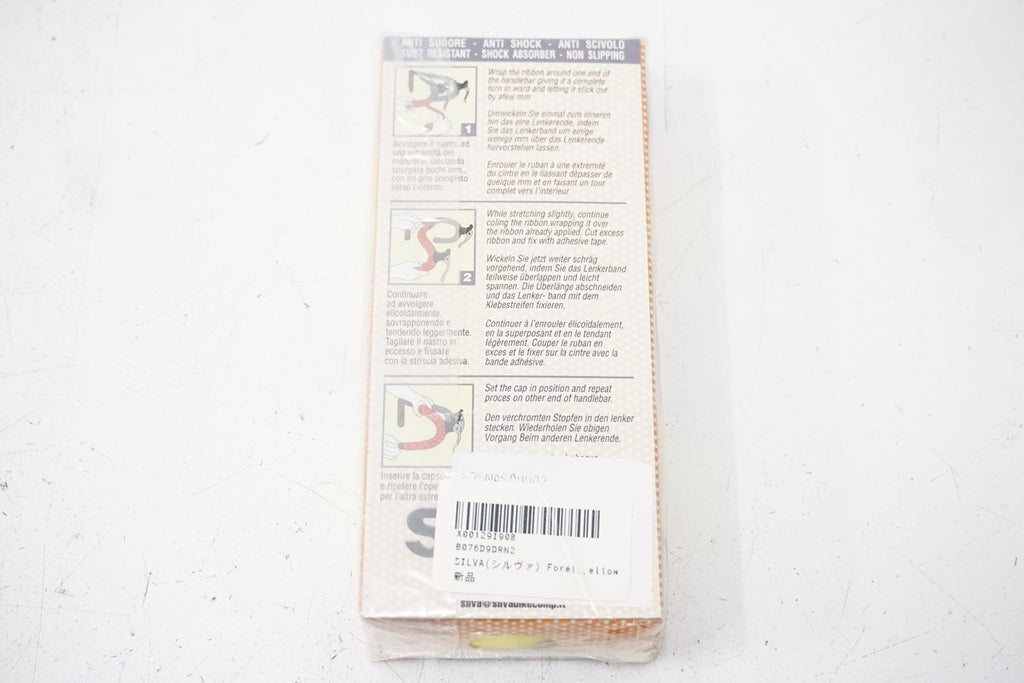 ANTI SUDORE - ANTI SHOCK - ANTI SCIVOLO
SWET RESISTANT - SHOCK ABSORBER - NON SLIPPING
Wrap the ribbon around one end of
the handlebar giving it a complete
turn in ward and letting it stick out
by afew mm.
Umwickeln Sie einmal zum Inneren
hin das eine Lenkerende, indem
Sie das Lenkerband um einige
wenige mm über das Lenkerende
hervorstehen lassen.
Enrouler le ruban à une extremité
du cintre en le liassant dépasser de
quelque mm et en faisant un tour
complet vers l'interieur.
1
Avvolgere il nastro ad
una estremità del
manubrio, lasciando
sporgere pochi mm.,
con un giro completo
verso l'interno.
While stretching slightly, continue
coling the ribbon,wrapping it over
the ribbon already applied. Cut excess
ribbon and fix with adhesive tape.
Wickeln Sie jetzt weiter schräg
vorgehend, indem Sie das Lenkerband
teilweise überlappen und leicht
spannen. Die Überlänge abschneiden
und das Lenker- band mit dem
Klebestreifen fixieren.
Continuer à l'enrouler élicoïdalement,
en la superposant et en le tendant
légèrement. Couper le ruban en
exces et le fixer sur la cintre avec la
bande adhésive.
2
Continuare
ad avvolgere
elicoidalmente,
sovrapponendo e
tendendo leggermente.
Tagliare il nastro in
eccesso e fissare
con la striscia adesiva.
Set the cap in position and repeat
proces on other end of handlebar.
Den verchromten Stopfen in den lenker
stecken. Wiederholen Sie obigen
Vorgang Beim anderen Lenkerende.
Inserire la capsu
e ripetere l'ope
per l'altra estre
S
X00129I90B
B076D9DRN2
SILVA(シルヴァ) Forel ellow
新品
silva@silvabikecomp.it